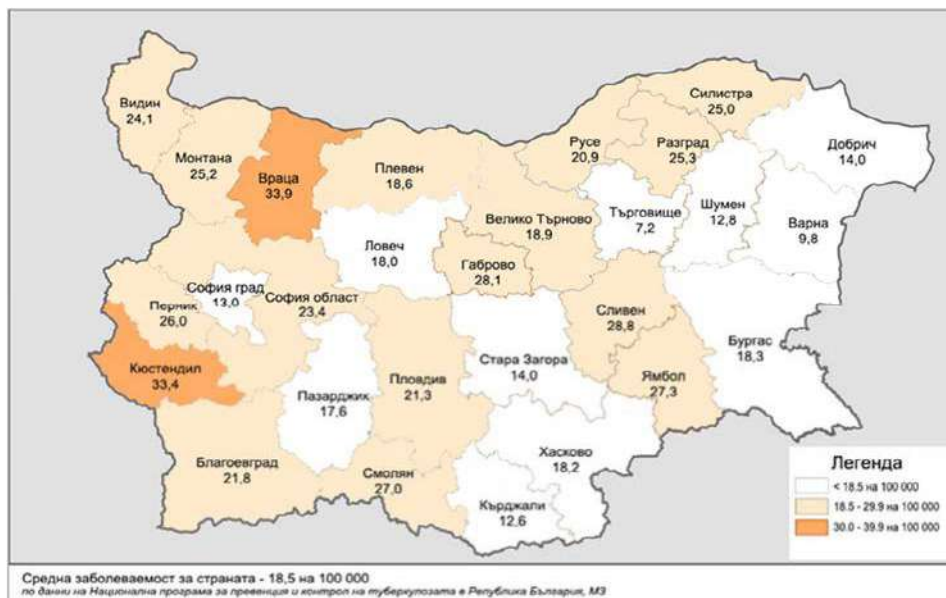 Видин
24,1
Монтана
25,2
Враца
33,9
Плевен
18,6
Ловеч
18,0
Велико Търново
18,9
Габрово
28,1
Русе
20,9
Разград
25,3
Силистра
25,0
Търговище
7,2
Шумен
12,8
Добрич
14,0
Варна
9,8
София град
13,0
София област
23,4
Перник
26,0
Кюстендил
33,4
Пазарджик
17,6
Пловдив
21,3
Стара Загора
14,0
Сливен
28,8
Ямбол
27,3
Бургас
18,3
Благоевград
21,8
Смолян
27,0
Хасково
18,2
Кърджали
12,6
Легенда
< 18.5 на 100 000
18.5 - 29.9 на 100 000
30.0 - 39.9 на 100 000
Средна заболеваемост за страната - 18,5 на 100 000
по данни на Национална програма за превенция и контрол на туберкулозата в Република България, МЗ